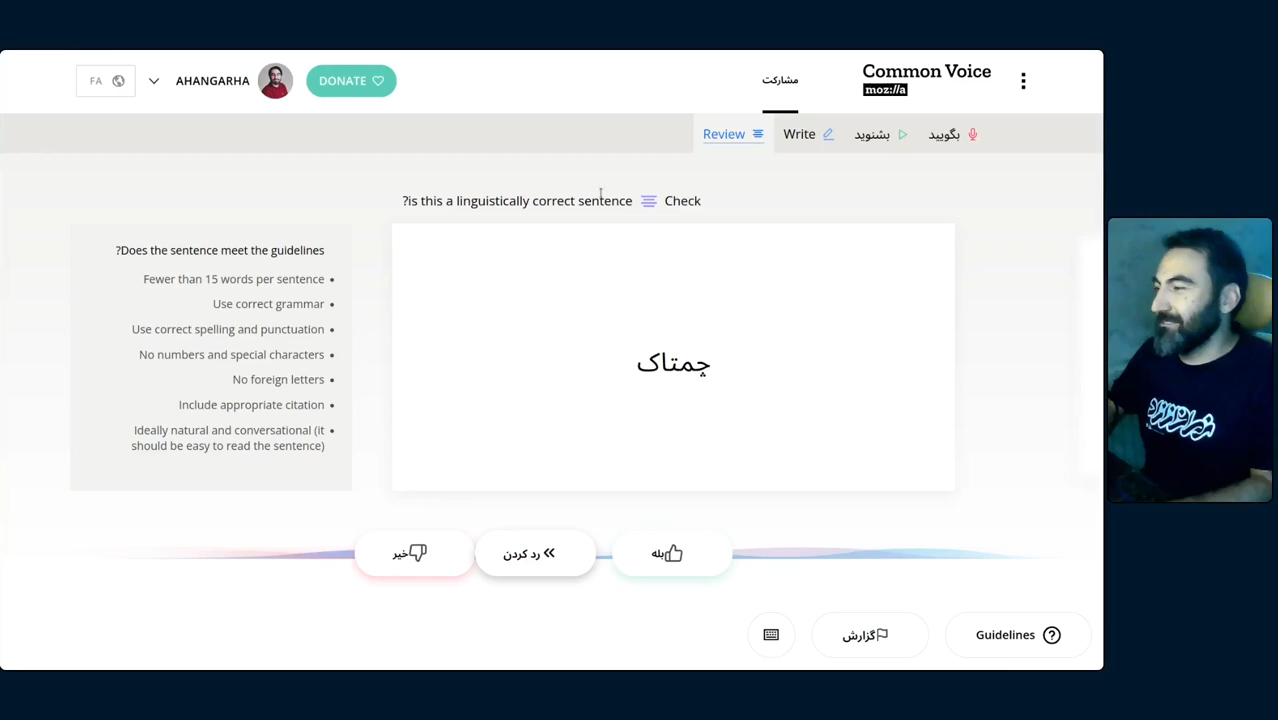 Common Voice
moz://a
مشارکت
DONATE
AHANGARHA
FA
بگویید
بشنوید
Write
Review
Check
?is this a linguistically correct sentence
?Does the sentence meet the guidelines
Fewer than 15 words per sentence
Use correct grammar
Use correct spelling and punctuation
No numbers and special characters
No foreign letters
Include appropriate citation
Ideally natural and conversational (it
should be easy to read the sentence)
چمتاک
بله
رد کردن
خیر
Guidelines
گزارش